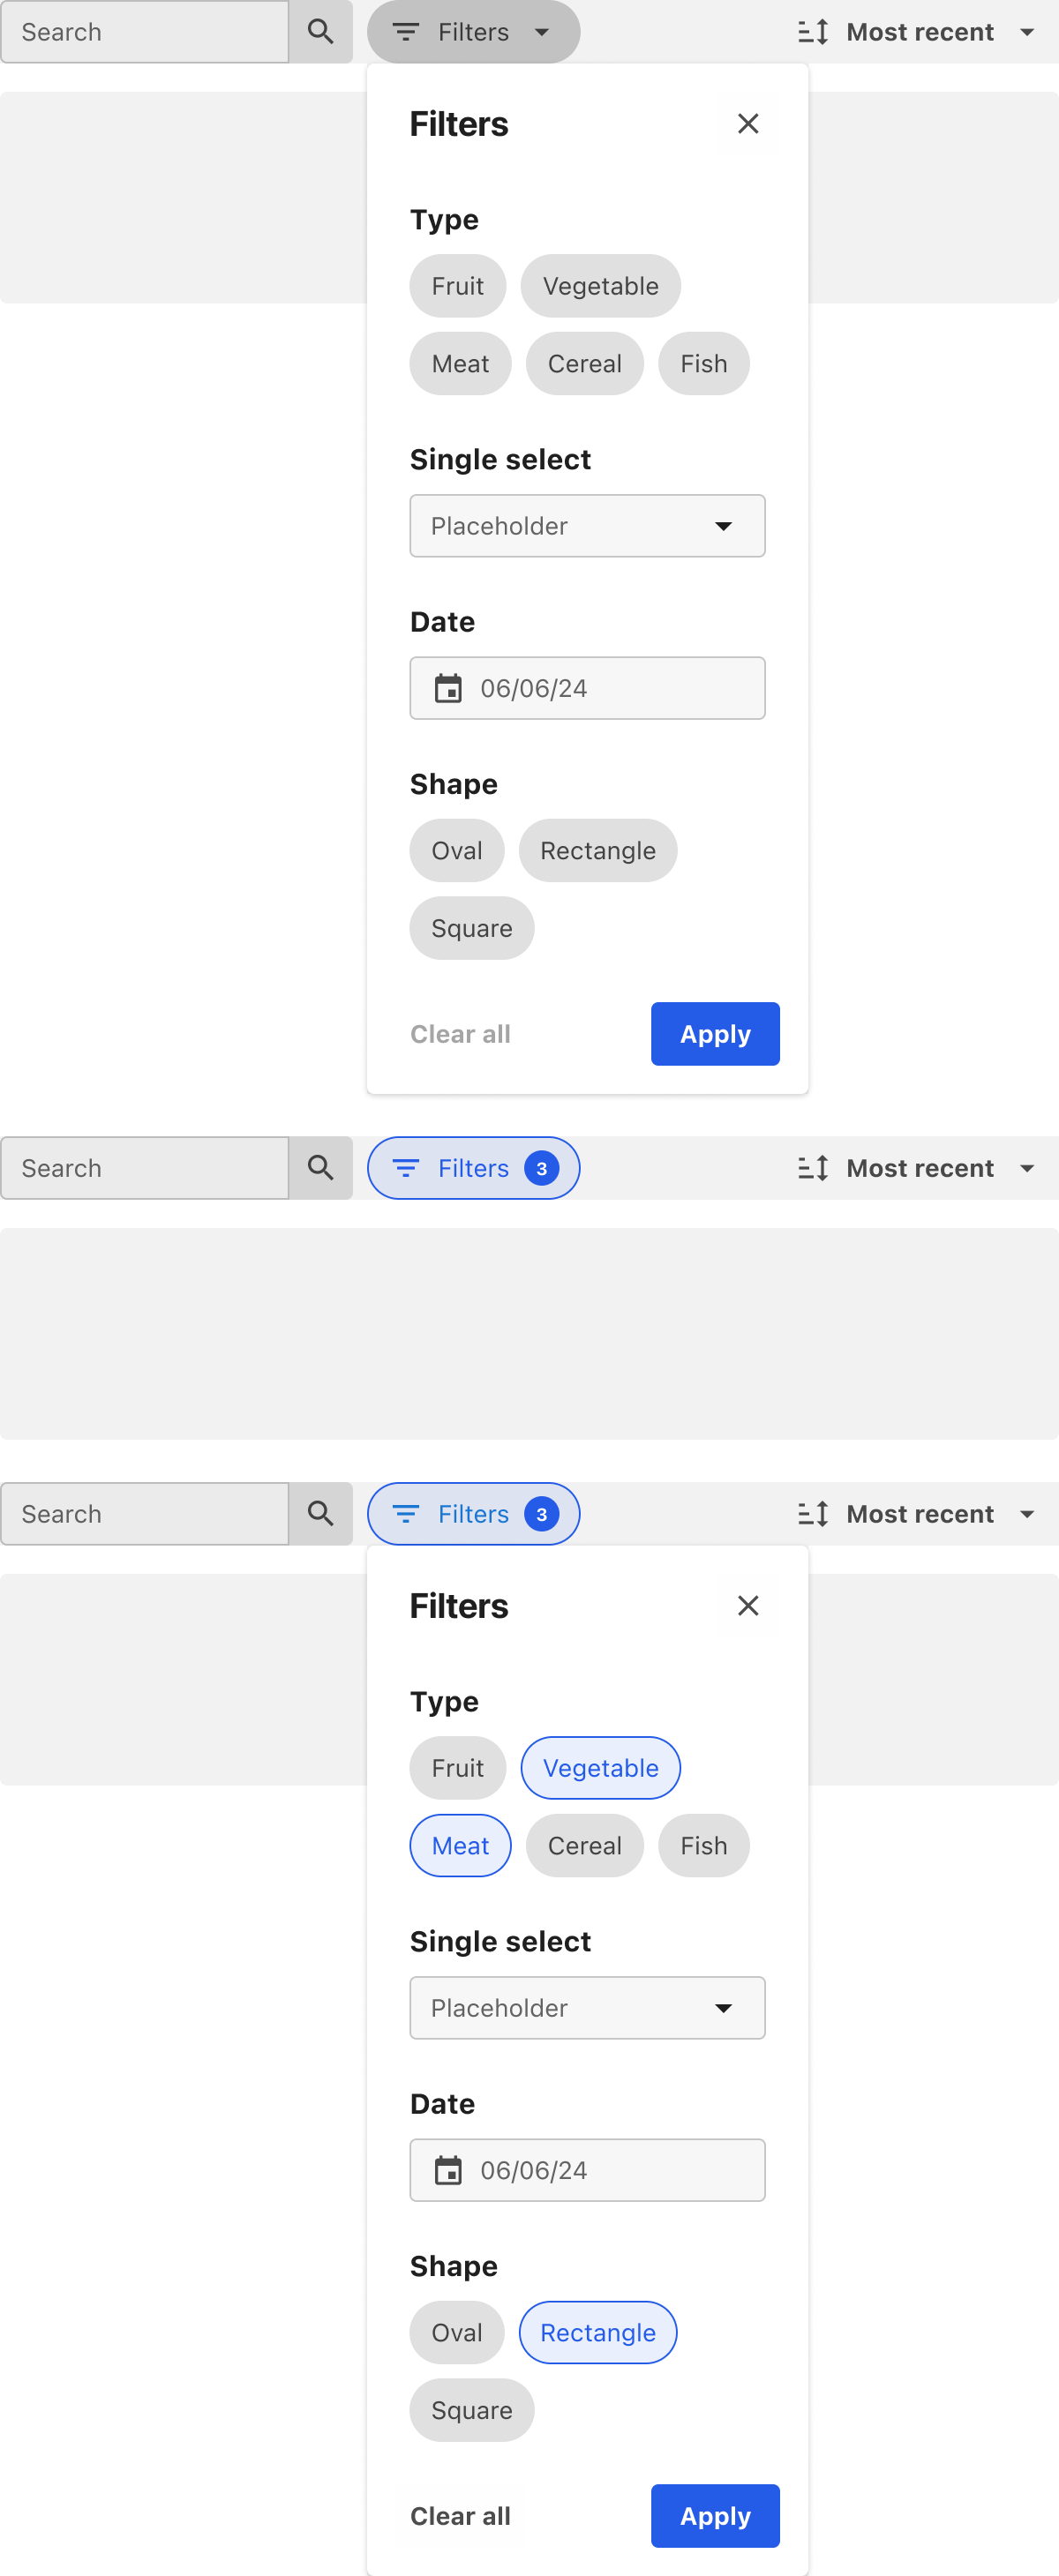 Search Filters Most recent
Filters
Type
Fruit Vegetable
Meat Cereal Fish
Single select
Placeholder
Date
06/06/24
Shape
Oval Rectangle
Square
Clear all Apply
Search Filters 3 Most recent
Search Filters 3 Most recent
Filters
Type
Fruit Vegetable
Meat Cereal Fish
Single select
Placeholder
Date
06/06/24
Shape
Oval Rectangle
Square
Clear all Apply